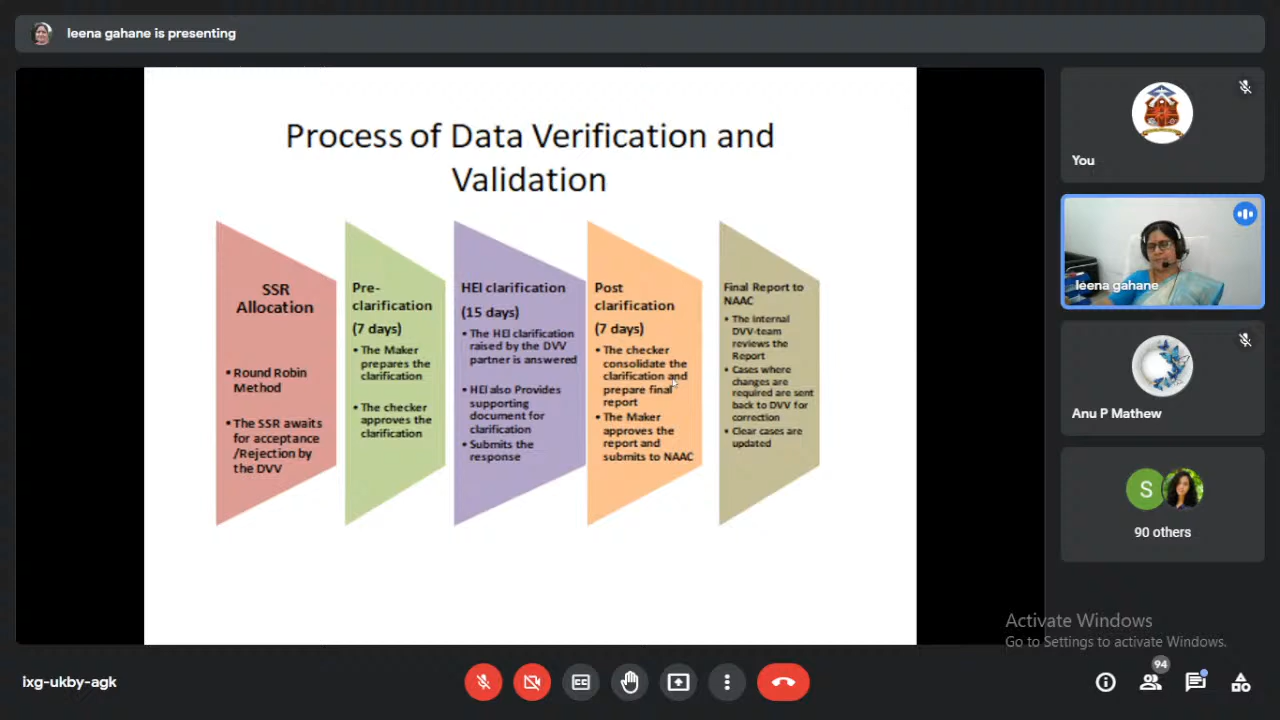 leena gahane is presenting
Process of Data Verification and
Validation
SSR
Allocation
▪ Round Robin
Method
▪ The SSR awaits
for acceptance
/Rejection by
the DVV
Pre-
clarification
(7 days)
▪ The Maker
prepares the
clarification
▪ The checker
approves the
clarification
HEI clarification
(15 days)
▪ The HEI clarification
raised by the DVV
partner is answered
▪ HEI also Provides
supporting
document for
clarification
▪ Submits the
response
Post
clarification
(7 days)
▪ The checker
consolidate the
clarification and
prepare final
report
▪ The Maker
approves the
report and
submits to NAAC
Final Report to
NAAC
▪ The Internal
DVV-team
reviews the
Report
▪ Cases where
changes are
required are sent
back to DVV for
correction
▪ Clear cases are
updated
You
leena gahane
Anu P Mathew
S
90 others
Activate Windows
Go to Settings to activate Windows.
ixg-ukby-agk
CC
94